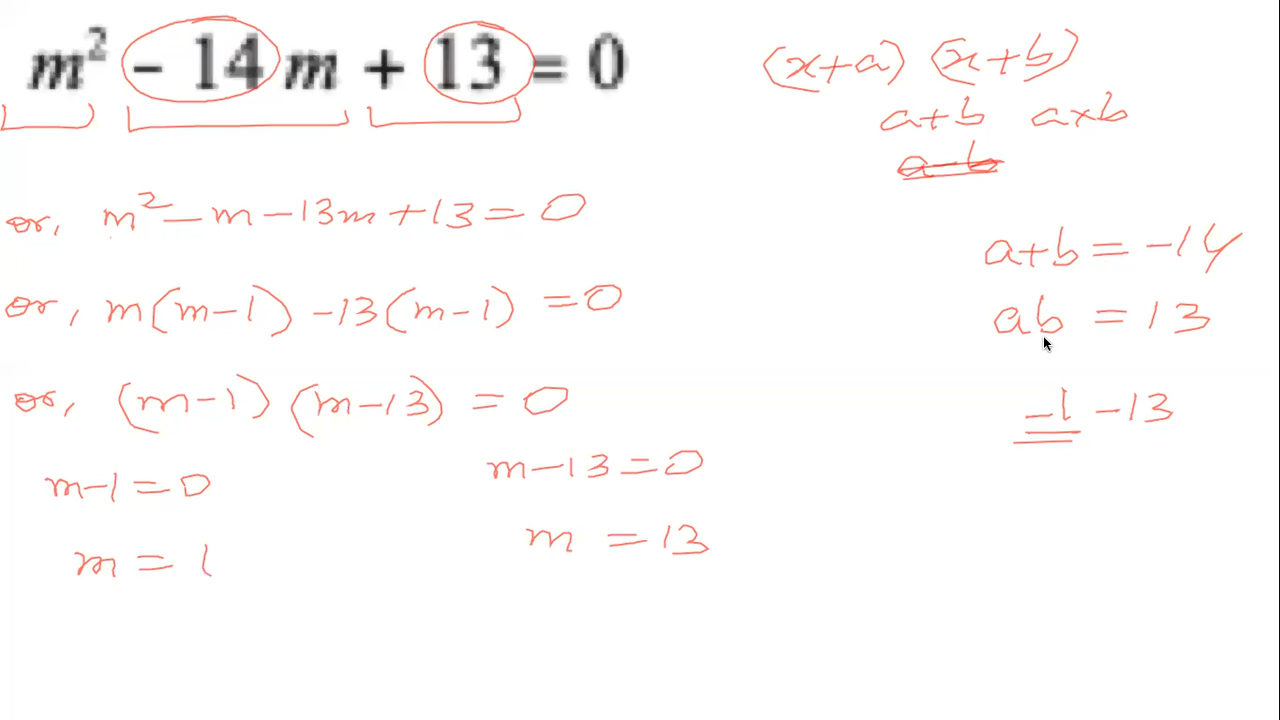 m² - 14 m + 13 = 0
(x+a) (x+b)
a+b a×b
a-b
or, m² - m - 13m + 13 = 0
a+b = -14
or, m(m-1) -13(m-1) = 0
ab = 13
or, (m-1) (m-13) = 0
-1 -13
m-1 = 0 m-13 = 0
m = 1 m = 13